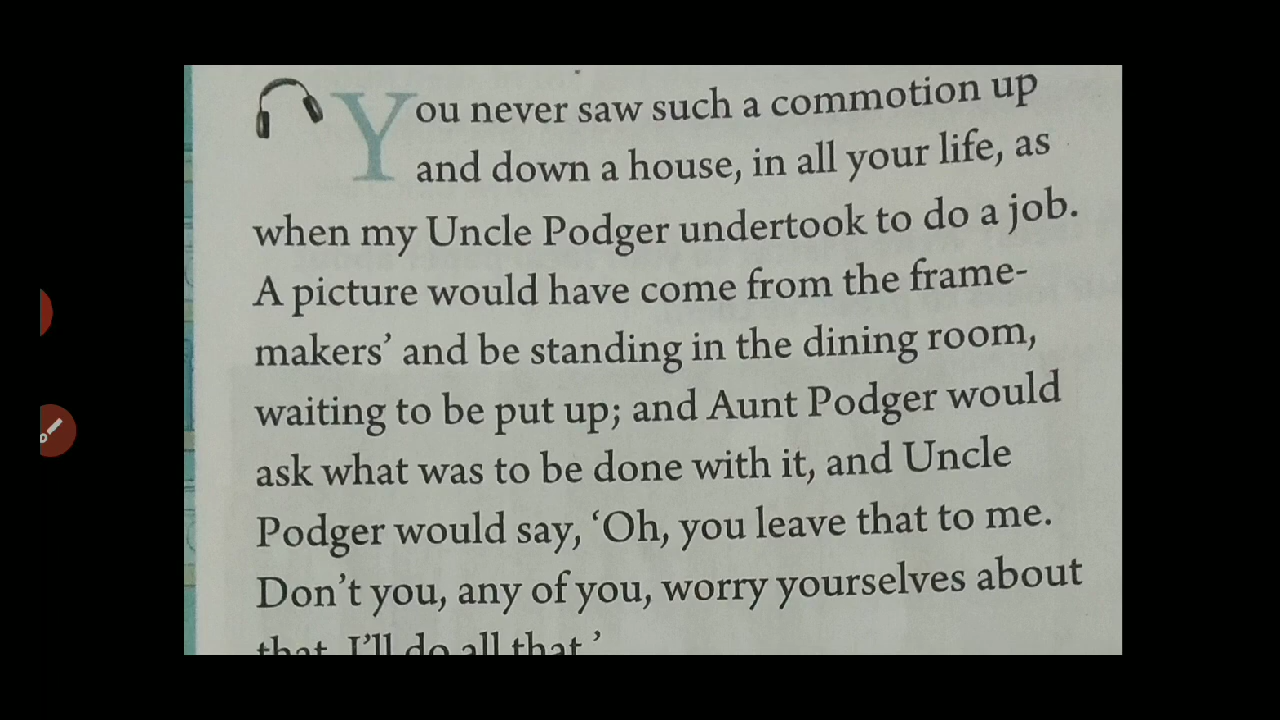 You never saw such a commotion up
and down a house, in all your life, as
when my Uncle Podger undertook to do a job.
A picture would have come from the frame-
makers’ and be standing in the dining room,
waiting to be put up; and Aunt Podger would
ask what was to be done with it, and Uncle
Podger would say, ‘Oh, you leave that to me.
Don’t you, any of you, worry yourselves about
that. I’ll do all that.’